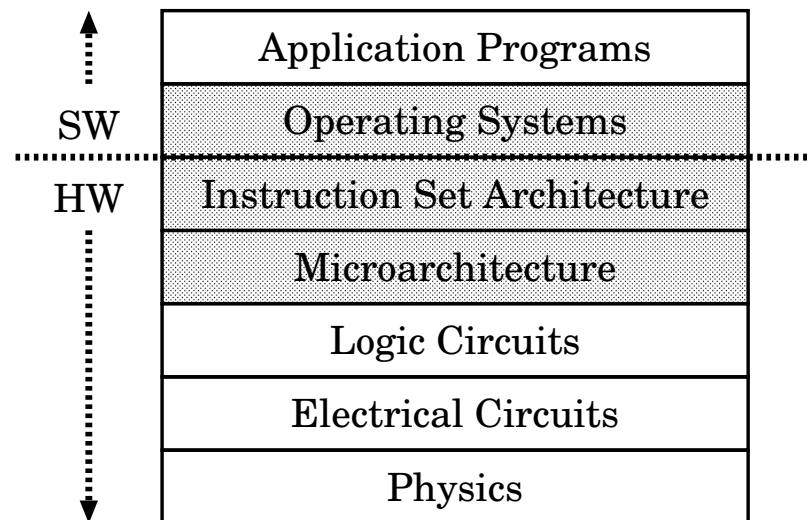 Application Programs
SW
Operating Systems
HW
Instruction Set Architecture
Microarchitecture
Logic Circuits
Electrical Circuits
Physics